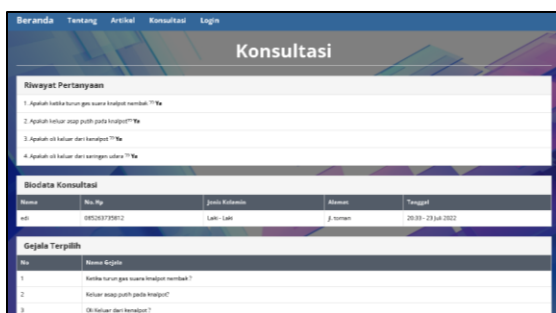 Beranda Tentang Artikel Konsultasi Login
Konsultasi
Riwayat Pertanyaan
1. Apakah ketika turun gas suara knalpot nembak ?? Ya
2. Apakah keluar asap putih pada knalpot?? Ya
3. Apakah oli keluar dari kenalpot ?? Ya
4. Apakah oli keluar dari saringen udara ?? Ya
Biodata Konsultasi
Nama No. Hp Jenis Kelamin Alamat Tanggal
edi 085263735812 Laki - Laki jl. toman 20:33 - 23 Juli 2022
Gejala Terpilih
No Nama Gejala
1 Ketika turun gas suara knalpot nembak ?
2 Keluar asap putih pada knalpot?
3 Oli Keluar dari kenalpot ?